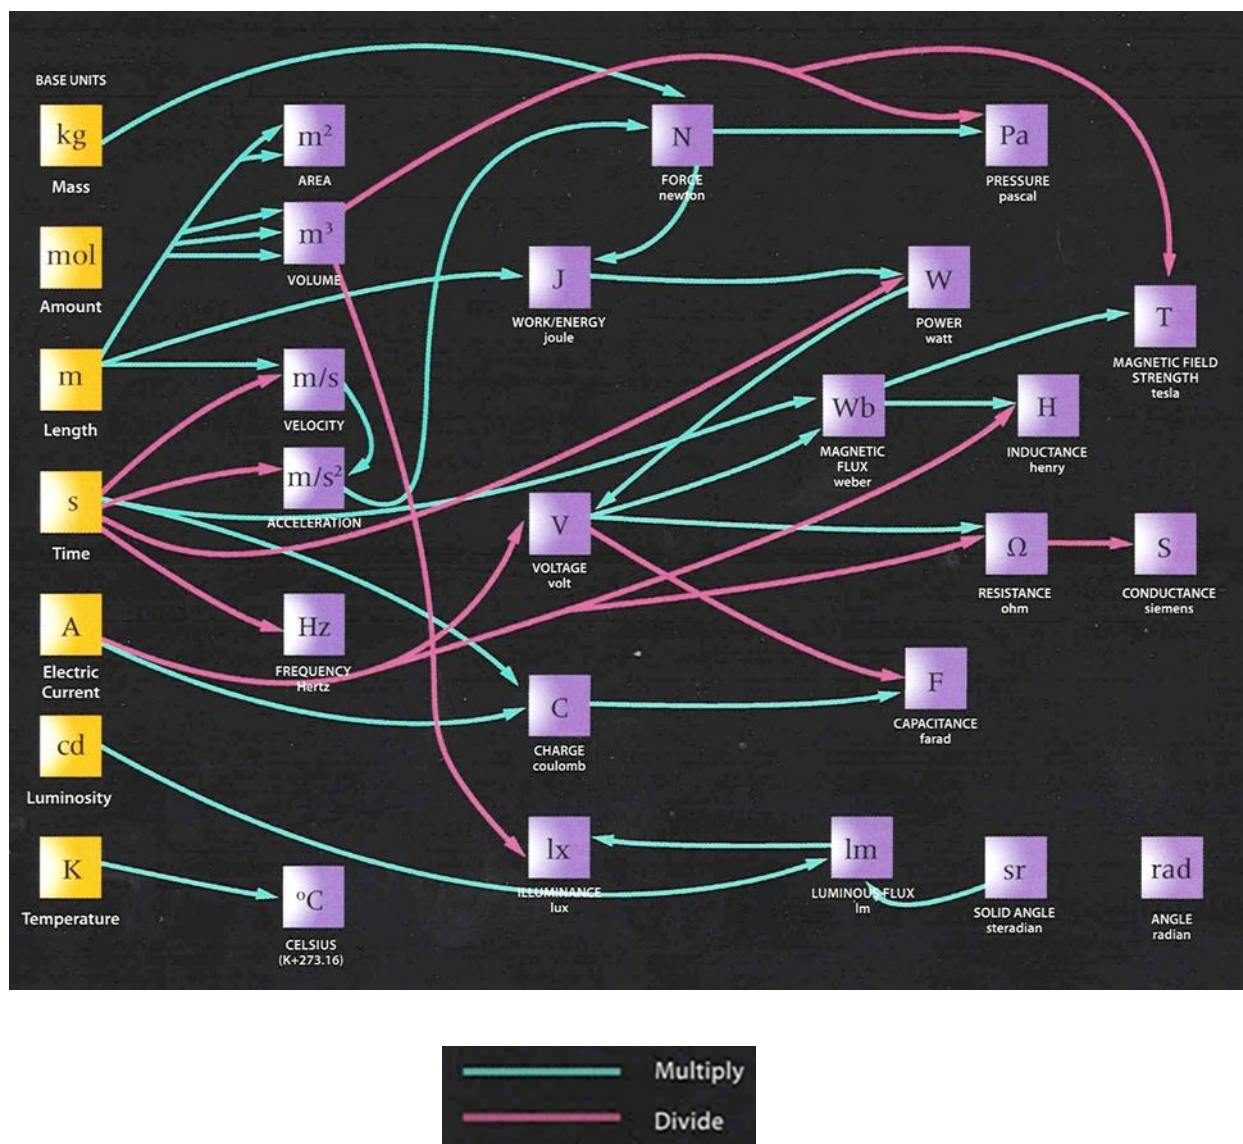 BASE UNITS
kg
Mass
mol
Amount
m
Length
s
Time
A
Electric
Current
cd
Luminosity
K
Temperature
m²
AREA
m³
VOLUME
m/s
VELOCITY
m/s²
ACCELERATION
Hz
FREQUENCY
Hertz
ºC
CELSIUS
(K+273.16)
N
FORCE
newton
J
WORK/ENERGY
joule
V
VOLTAGE
volt
C
CHARGE
coulomb
lx
ILLUMINANCE
lux
Pa
PRESSURE
pascal
W
POWER
watt
Wb
MAGNETIC
FLUX
weber
T
MAGNETIC FIELD
STRENGTH
tesla
H
INDUCTANCE
henry
Ω
RESISTANCE
ohm
S
CONDUCTANCE
siemens
F
CAPACITANCE
farad
lm
LUMINOUS FLUX
lm
sr
SOLID ANGLE
steradian
rad
ANGLE
radian
Multiply
Divide